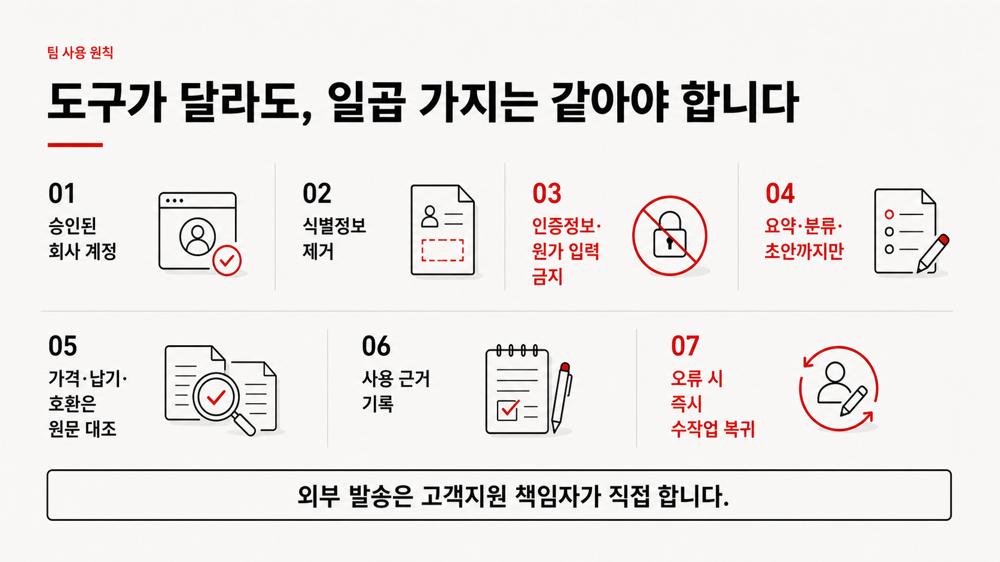 팀 사용 원칙
도구가 달라도, 일곱 가지는 같아야 합니다
01
승인된
회사 계정
02
식별정보
제거
03
인증정보·
원가 입력
금지
04
요약·분류·
초안까지만
05
가격·납기·
호환은
원문 대조
06
사용 근거
기록
07
오류 시
즉시
수작업 복귀
외부 발송은 고객지원 책임자가 직접 합니다.